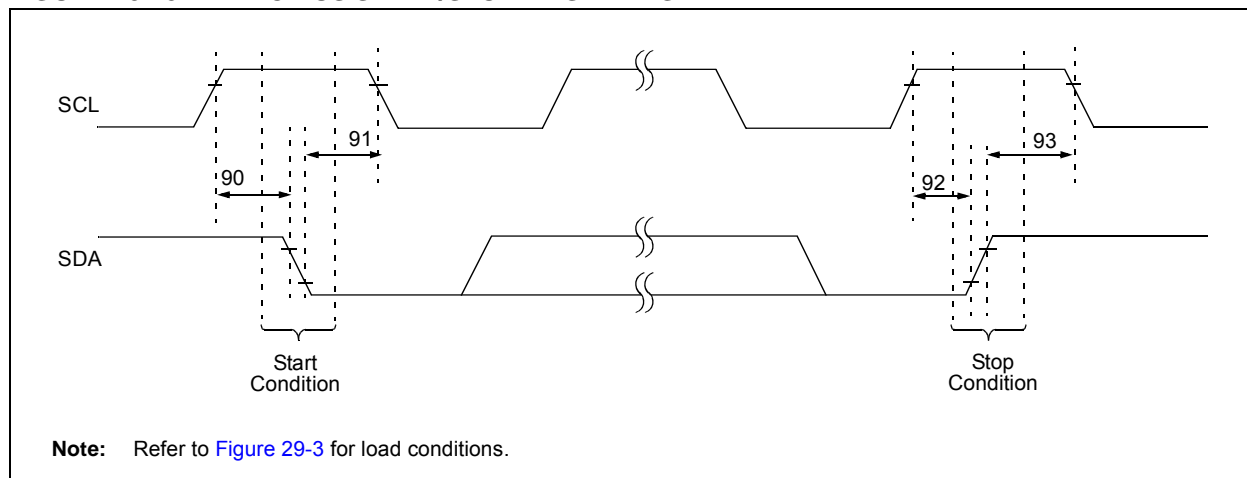 SCL
91
93
90
92
SDA
Start
Condition
Stop
Condition
Note: Refer to Figure 29-3 for load conditions.